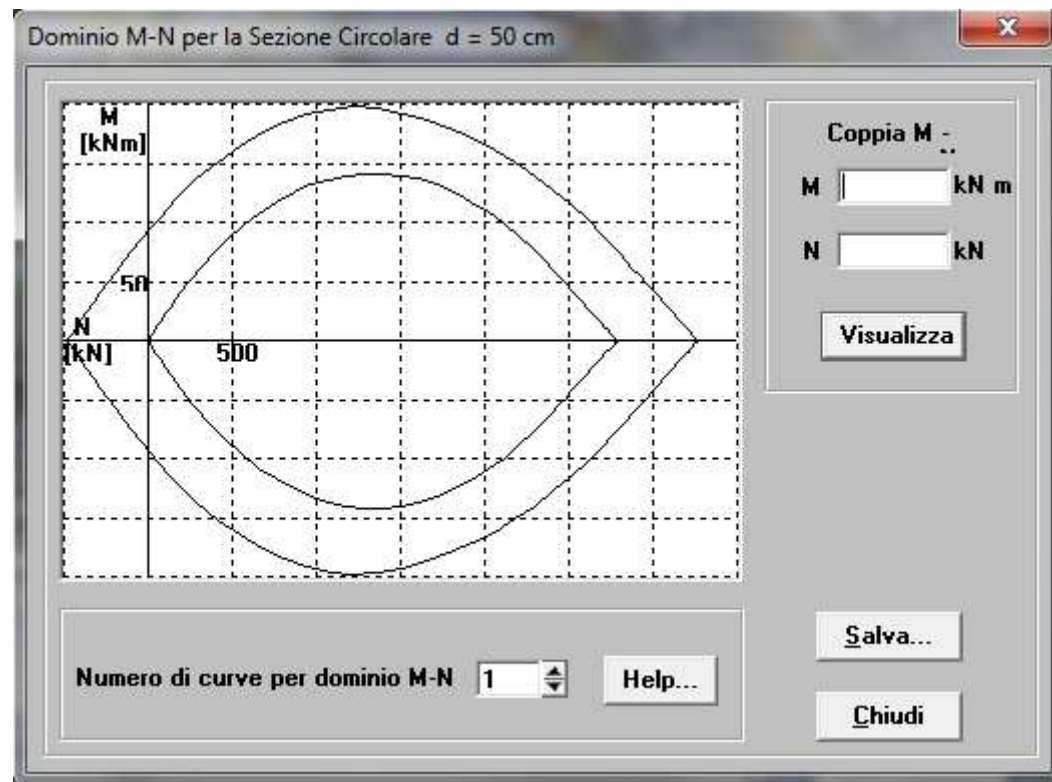 Dominio M-N per la Sezione Circolare d = 50 cm
M
[kNm]
50
N
[kN]
500
Coppia M -
M
kN m
N
kN
Visualizza
Numero di curve per dominio M-N
1
Help...
Salva...
Chiudi